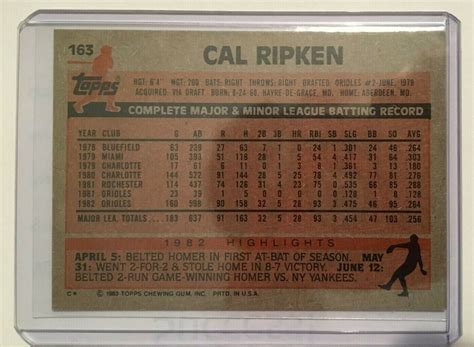 163
CAL RIPKEN
Topps
HGT: 6'4" WGT: 200 BATS: RIGHT THROWS: RIGHT DRAFTED: ORIOLES #2-JUNE, 1978
ACQUIRED: VIA DRAFT BORN: 8-24-60, HAVRE DE GRACE, MD. HOME: ABERDEEN, MD.
COMPLETE MAJOR & MINOR LEAGUE BATTING RECORD
YEAR CLUB G AB R H 2B 3B HR RBI SB SLG BB SO AVG
1978 BLUEFIELD 63 239 27 63 7 1 0 24 1 24 46 .264
1979 MIAMI 105 393 51 119 28 1 5 54 4 31 64 .303
1979 CHARLOTTE 17 61 6 11 0 1 3 8 1 3 13 .180
1980 CHARLOTTE 144 522 91 144 28 5 25 78 4 77 81 .276
1981 ROCHESTER 114 437 74 126 31 4 23 75 0 66 85 .288
1981 ORIOLES 23 39 1 5 0 0 0 0 0 1 8 .128
1982 ORIOLES 160 598 90 158 32 5 28 93 3 46 95 .264
MAJOR LEA. TOTALS 183 637 91 163 32 5 28 93 3 47 103 .256
1982 HIGHLIGHTS
APRIL 5: BELTED HOMER IN FIRST AT-BAT OF SEASON. MAY
31: WENT 2-FOR-2 & STOLE HOME IN 8-7 VICTORY. JUNE 12:
BELTED 2-RUN GAME-WINNING HOMER VS. NY YANKEES.
C* © 1983 TOPPS CHEWING GUM, INC. PRTD. IN U.S.A.